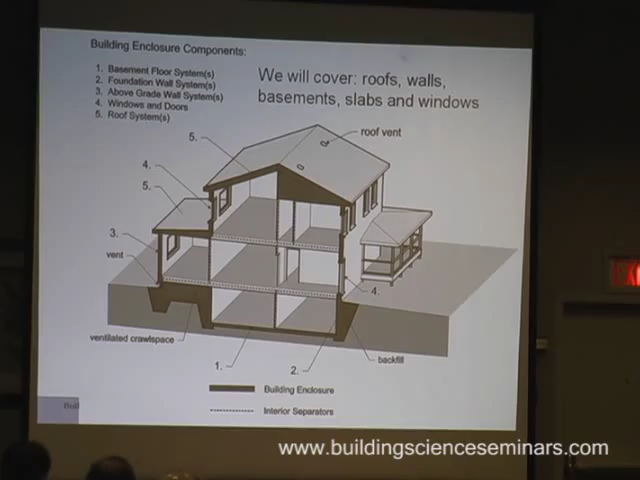 Building Enclosure Components:
1. Basement Floor System(s)
2. Foundation Wall System(s)
3. Above Grade Wall System(s)
4. Windows and Doors
5. Roof System(s)
We will cover: roofs, walls,
basements, slabs and windows
roof vent
5.
4.
5.
3.
vent
4.
ventilated crawlspace
1.
2.
backfill
Building Enclosure
Interior Separators
www.buildingscienceseminars.com